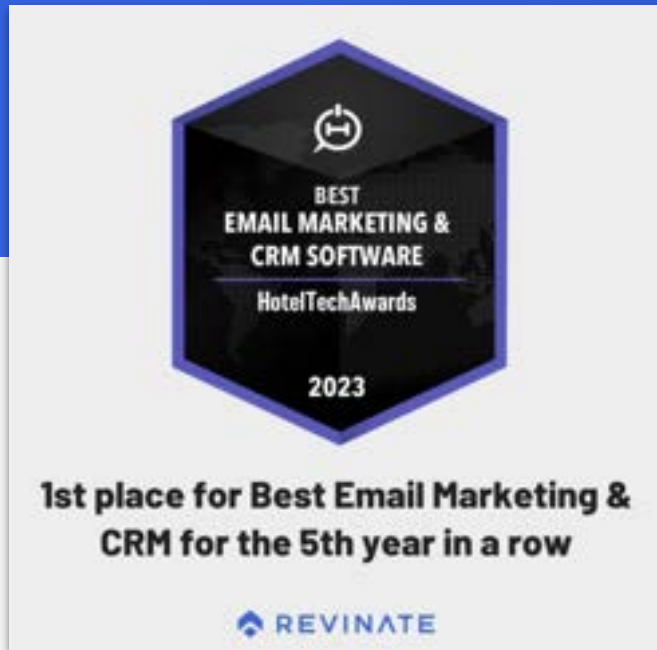 BEST
EMAIL MARKETING &
CRM SOFTWARE
HotelTechAwards
2023
1st place for Best Email Marketing &
CRM for the 5th year in a row
REVINATE